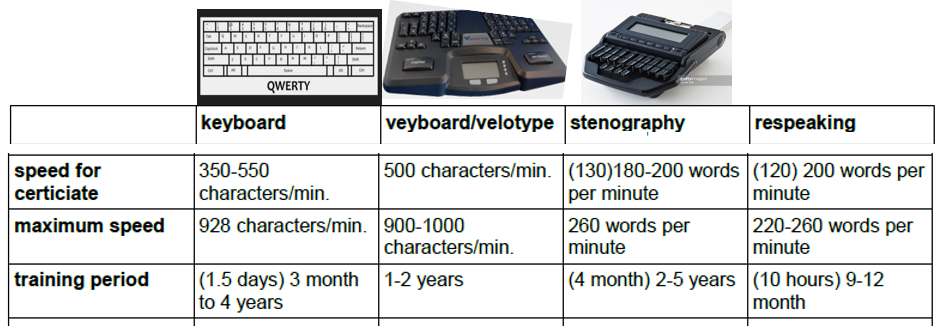 QWERTY
keyboard veyboard/velotype stenography respeaking
speed for 350-550 500 characters/min. (130)180-200 words (120) 200 words per
certiciate characters/min. per minute minute
maximum speed 928 characters/min. 900-1000 260 words per 220-260 words per
characters/min. minute minute
training period (1.5 days) 3 month 1-2 years (4 month) 2-5 years (10 hours) 9-12
to 4 years month